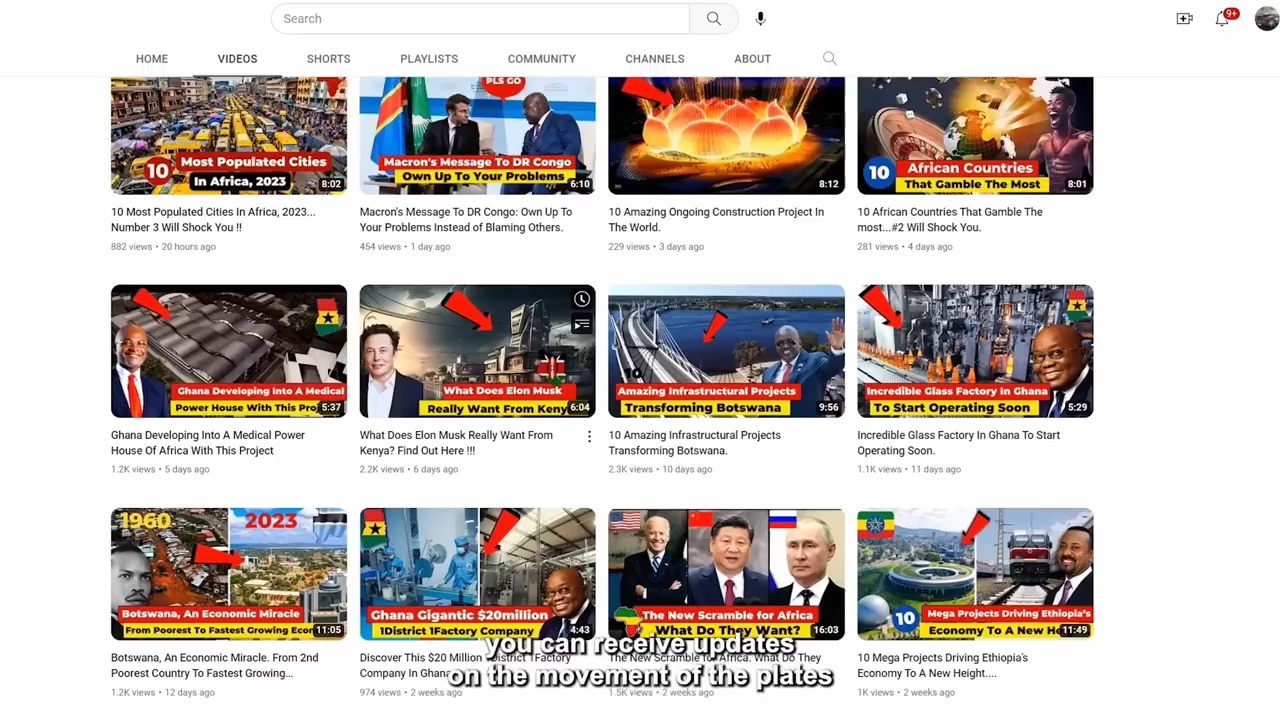 Search
9+
HOME
VIDEOS
SHORTS
PLAYLISTS
COMMUNITY
CHANNELS
ABOUT
10
Most Populated Cities
In Africa, 2023
8:02
PLS GO
Macron's Message To DR Congo
Own Up To Your Problems
6:10
8:12
10
African Countries
That Gamble The Most
8:01
10 Most Populated Cities In Africa, 2023...
Number 3 Will Shock You !!
882 views • 20 hours ago
Macron's Message To DR Congo: Own Up To
Your Problems Instead of Blaming Others.
454 views • 1 day ago
10 Amazing Ongoing Construction Project In
The World.
229 views • 3 days ago
10 African Countries That Gamble The
most...#2 Will Shock You.
281 views • 4 days ago
Ghana Developing Into A Medical
Power House With This Pro
5:37
What Does Elon Musk
Really Want From Keny
6:04
10
Amazing Infrastructural Projects
Transforming Botswana
9:56
Incredible Glass Factory In Ghana
To Start Operating Soon
5:29
Ghana Developing Into A Medical Power
House Of Africa With This Project
1.2K views • 5 days ago
What Does Elon Musk Really Want From
Kenya? Find Out Here !!!
2.2K views • 6 days ago
10 Amazing Infrastructural Projects
Transforming Botswana.
2.3K views • 10 days ago
Incredible Glass Factory In Ghana To Start
Operating Soon.
1.1K views • 11 days ago
1960
2023
Botswana, An Economic Miracle
From Poorest To Fastest Growing Econ
11:05
Ghana Gigantic $20million
1District 1Factory Company
4:43
The New Scramble for Africa
What Do They Want?
16:03
10
Mega Projects Driving Ethiopia's
Economy To A New He
11:49
Botswana, An Economic Miracle. From 2nd
Poorest Country To Fastest Growing...
1.2K views • 12 days ago
Discover This $20 Million 1District 1Factory
Company In Ghana
974 views • 2 weeks ago
The New Scramble for Africa. What Do They
Want?
1.5K views • 2 weeks ago
10 Mega Projects Driving Ethiopia's
Economy To A New Height....
1K views • 2 weeks ago
you can receive updates
on the movement of the plates